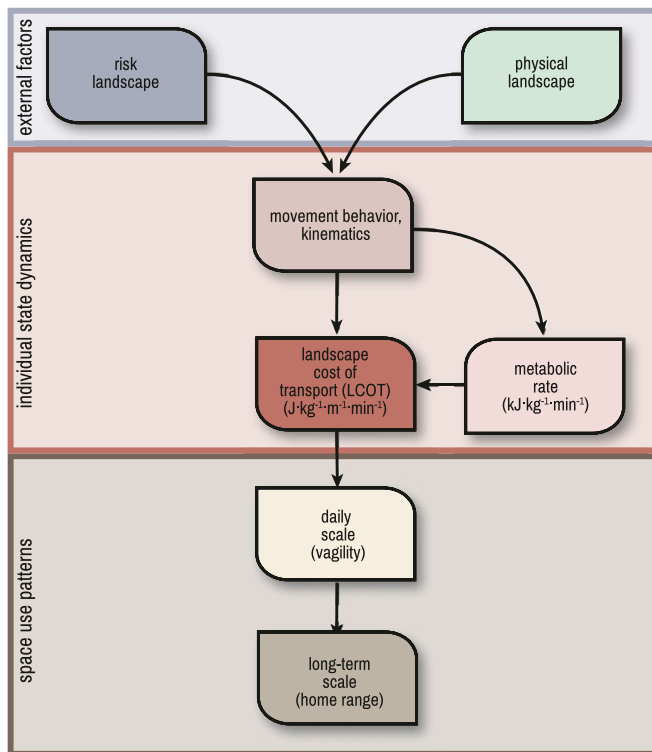 external factors
risk
landscape
physical
landscape
individual state dynamics
movement behavior,
kinematics
landscape
cost of
transport (LCOT)
(J·kg⁻¹·m⁻¹·min⁻¹)
metabolic
rate
(kJ·kg⁻¹·min⁻¹)
space use patterns
daily
scale
(vagility)
long-term
scale
(home range)